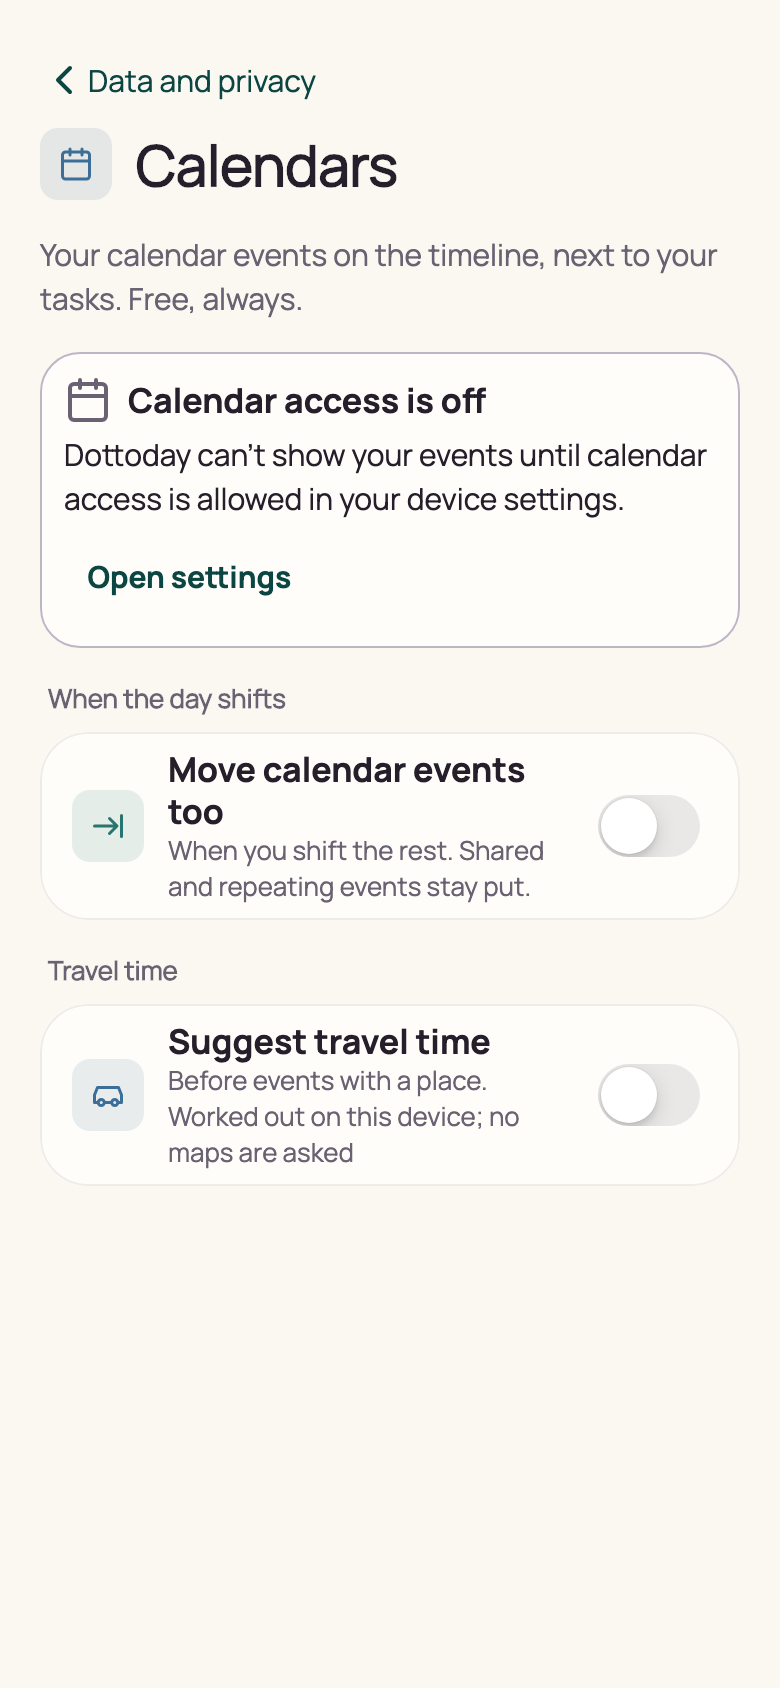 Data and privacy
Calendars
Your calendar events on the timeline, next to your
tasks. Free, always.
Calendar access is off
Dottoday can't show your events until calendar
access is allowed in your device settings.
Open settings
When the day shifts
Move calendar events
too
When you shift the rest. Shared
and repeating events stay put.
Travel time
Suggest travel time
Before events with a place.
Worked out on this device; no
maps are asked